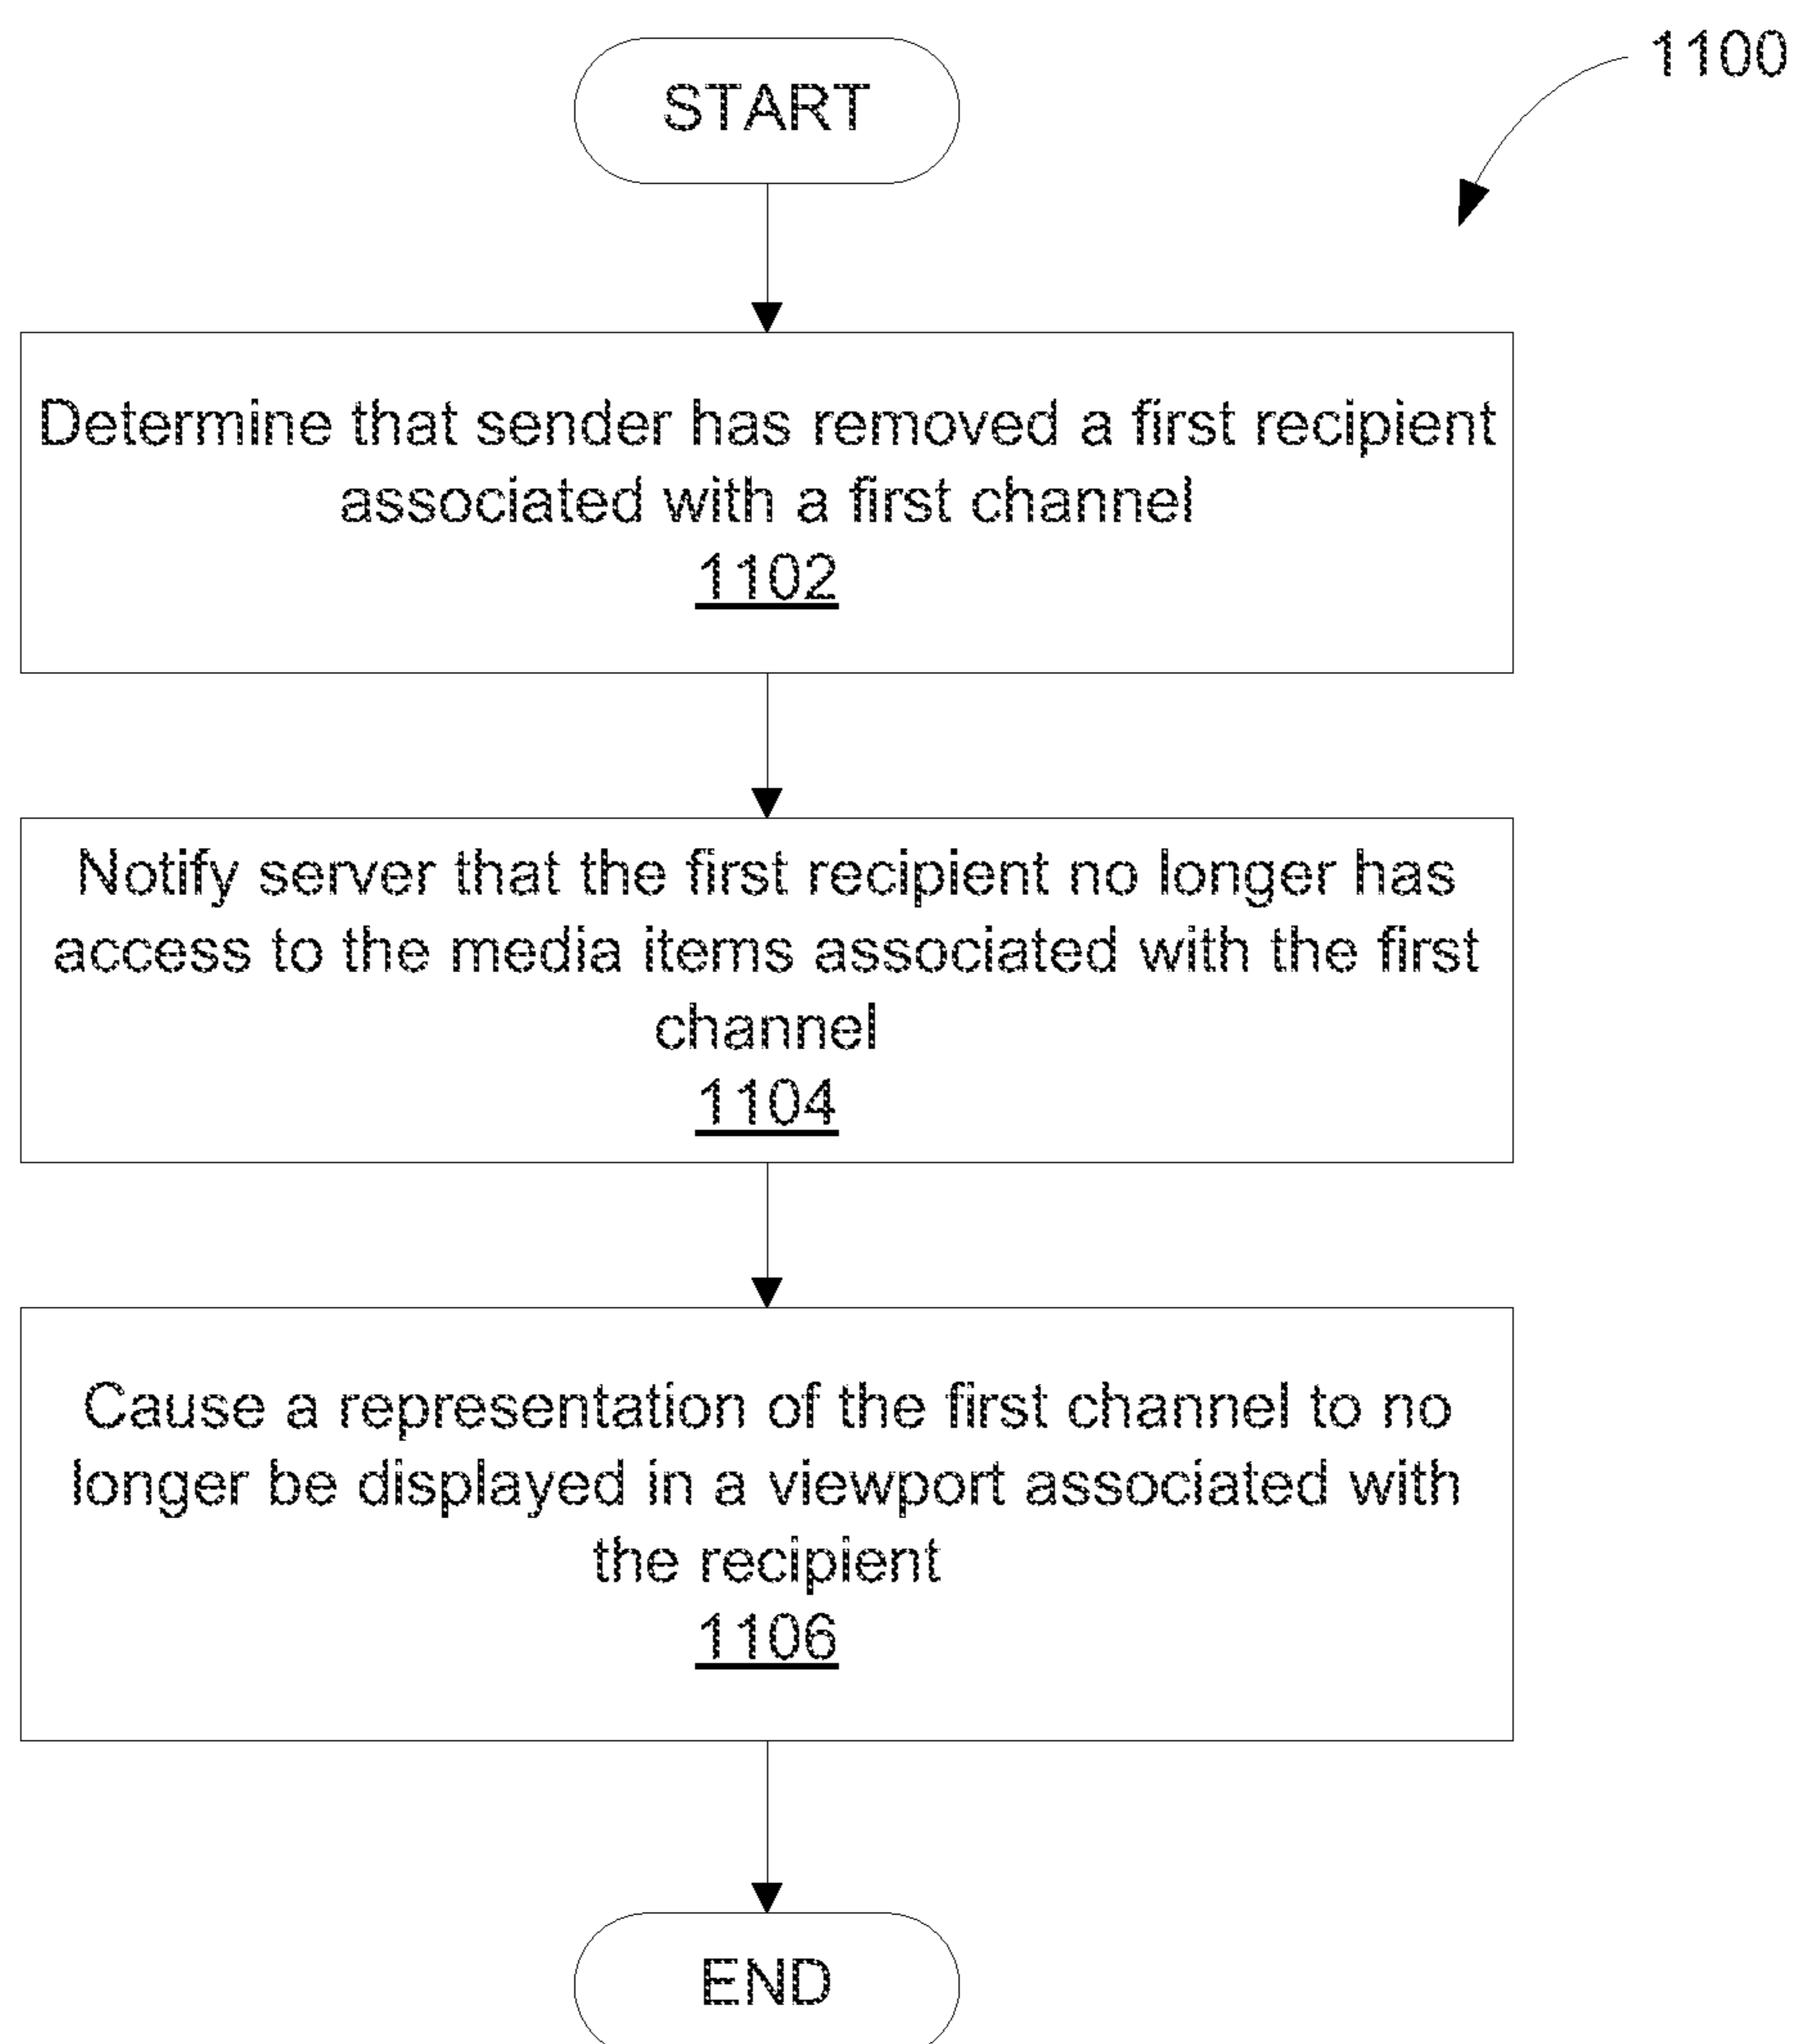 START
1100
Determine that sender has removed a first recipient
associated with a first channel
1102
Notify server that the first recipient no longer has
access to the media items associated with the first
channel
1104
Cause a representation of the first channel to no
longer be displayed in a viewport associated with
the recipient
1106
END